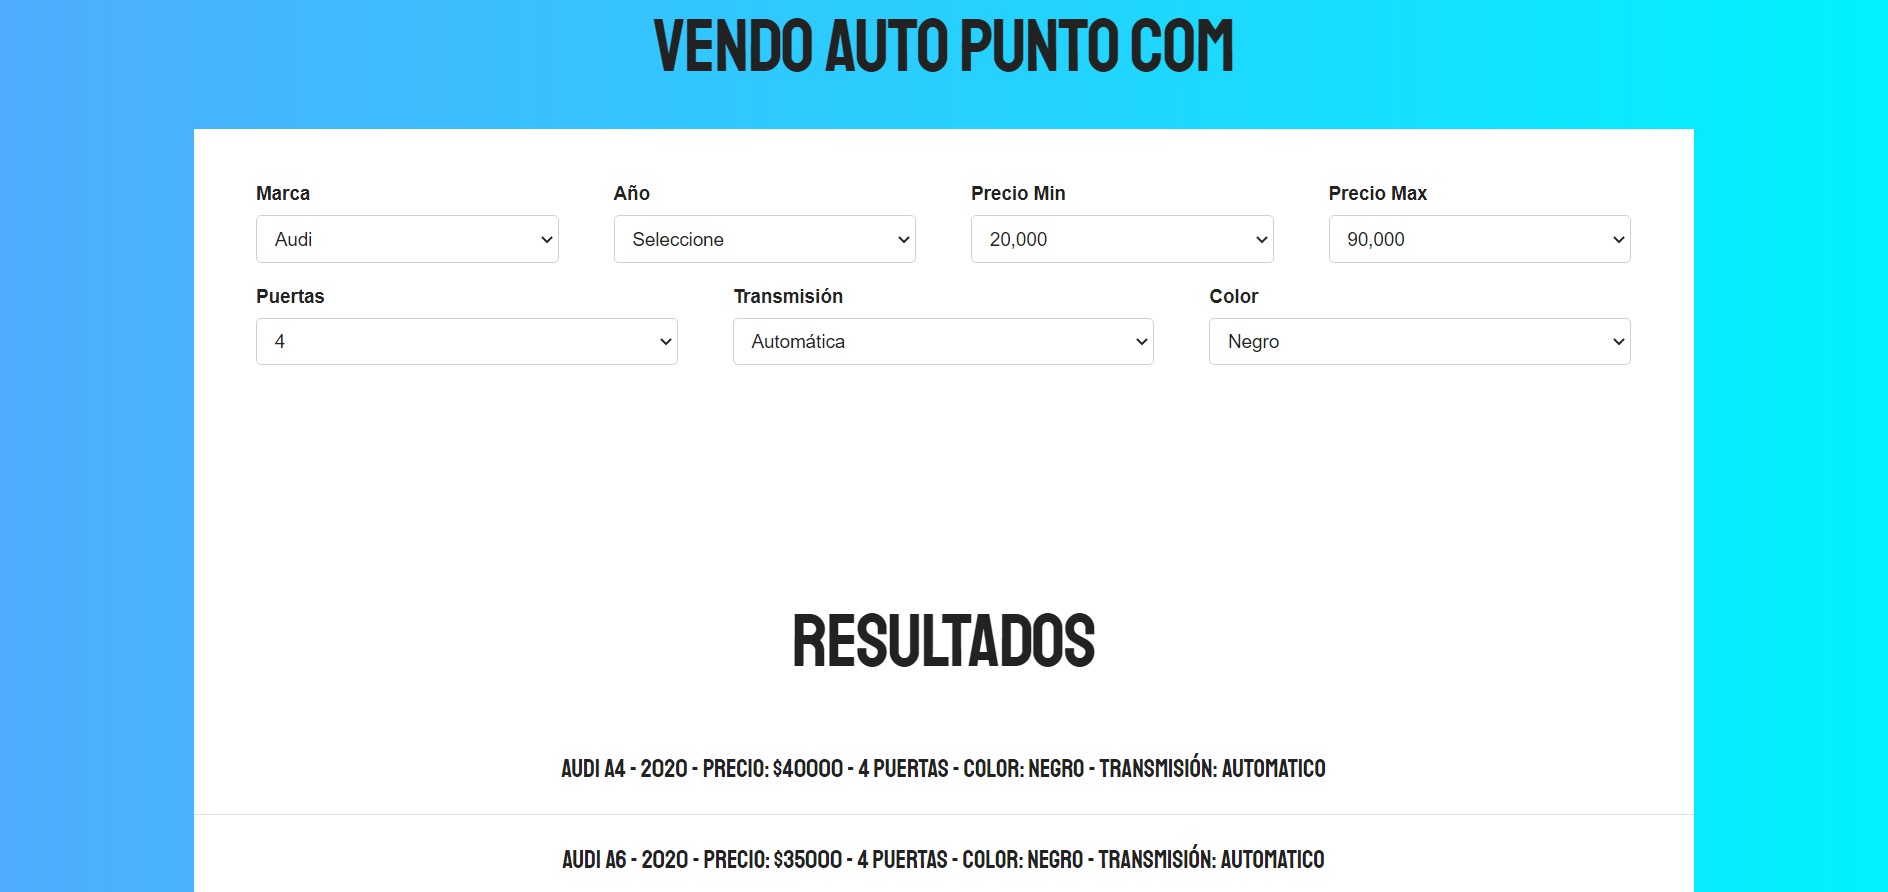 VENDO AUTO PUNTO COM
Marca Año Precio Min Precio Max
Audi Seleccione 20,000 90,000
Puertas Transmisión Color
4 Automática Negro
RESULTADOS
AUDI A4 - 2020 - PRECIO: $40000 - 4 PUERTAS - COLOR: NEGRO - TRANSMISIÓN: AUTOMATICO
AUDI A6 - 2020 - PRECIO: $35000 - 4 PUERTAS - COLOR: NEGRO - TRANSMISIÓN: AUTOMATICO